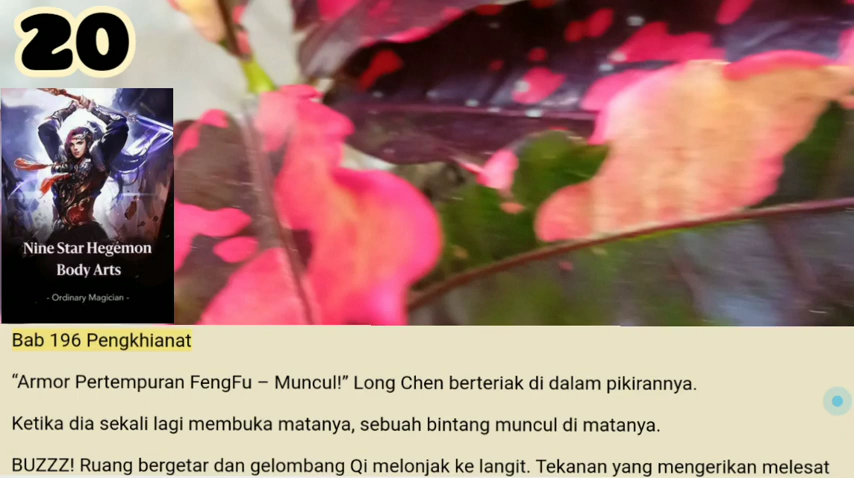 20
Nine Star Hegemon
Body Arts
- Ordinary Magician -
Bab 196 Pengkhianat
“Armor Pertempuran FengFu – Muncul!” Long Chen berteriak di dalam pikirannya.
Ketika dia sekali lagi membuka matanya, sebuah bintang muncul di matanya.
BUZZZ! Ruang bergetar dan gelombang Qi melonjak ke langit. Tekanan yang mengerikan melesat